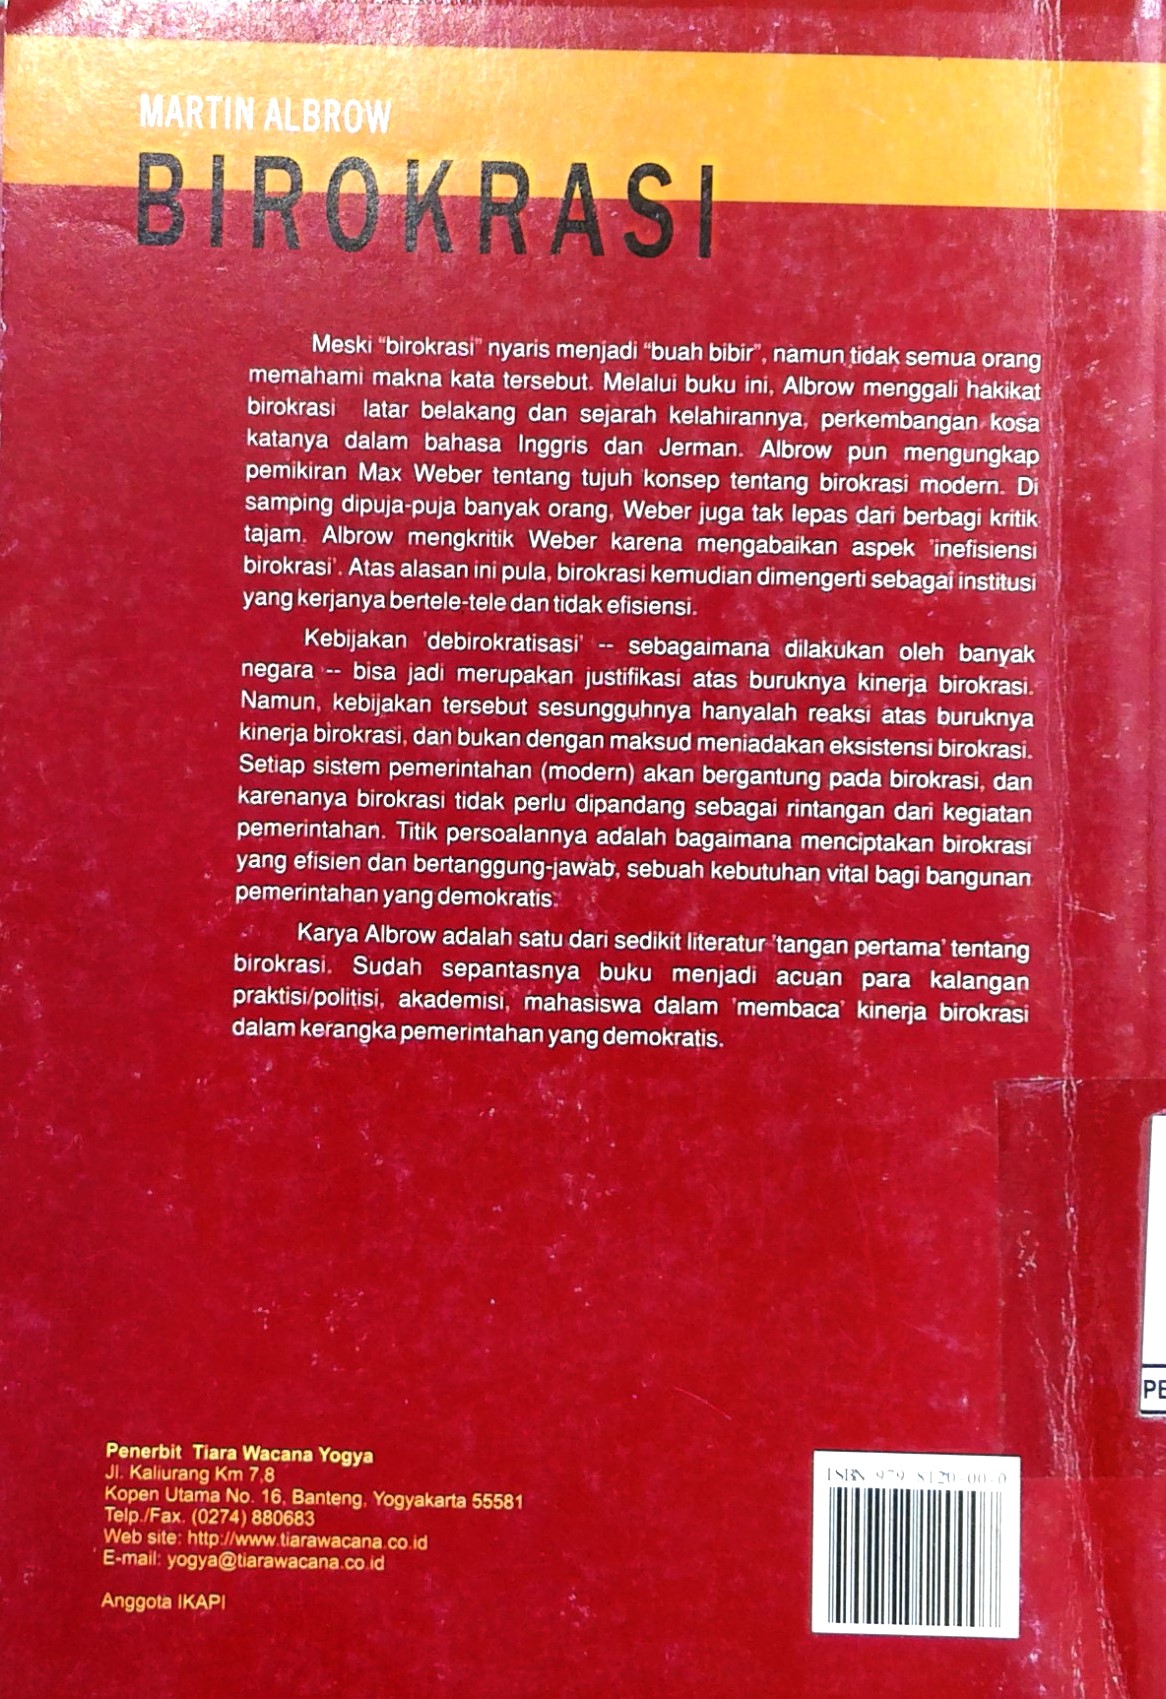 MARTIN ALBROW
BIROKRASI
Meski "birokrasi" nyaris menjadi "buah bibir", namun tidak semua orang
memahami makna kata tersebut. Melalui buku ini, Albrow menggali hakikat
birokrasi latar belakang dan sejarah kelahirannya, perkembangan kosa
katanya dalam bahasa Inggris dan Jerman. Albrow pun mengungkap
pemikiran Max Weber tentang tujuh konsep tentang birokrasi modern. Di
samping dipuja-puja banyak orang, Weber juga tak lepas dari berbagi kritik
tajam. Albrow mengkritik Weber karena mengabaikan aspek 'inefisiensi
birokrasi'. Atas alasan ini pula, birokrasi kemudian dimengerti sebagai institusi
yang kerjanya bertele-tele dan tidak efisiensi.
Kebijakan 'debirokratisasi' -- sebagaimana dilakukan oleh banyak
negara -- bisa jadi merupakan justifikasi atas buruknya kinerja birokrasi.
Namun, kebijakan tersebut sesungguhnya hanyalah reaksi atas buruknya
kinerja birokrasi, dan bukan dengan maksud meniadakan eksistensi birokrasi.
Setiap sistem pemerintahan (modern) akan bergantung pada birokrasi, dan
karenanya birokrasi tidak perlu dipandang sebagai rintangan dari kegiatan
pemerintahan. Titik persoalannya adalah bagaimana menciptakan birokrasi
yang efisien dan bertanggung-jawab, sebuah kebutuhan vital bagi bangunan
pemerintahan yang demokratis.
Karya Albrow adalah satu dari sedikit literatur 'tangan pertama' tentang
birokrasi. Sudah sepantasnya buku menjadi acuan para kalangan
praktisi/politisi, akademisi, mahasiswa dalam 'membaca' kinerja birokrasi
dalam kerangka pemerintahan yang demokratis.
Penerbit Tiara Wacana Yogya
Jl. Kaliurang Km 7,8
Kopen Utama No. 16, Banteng, Yogyakarta 55581
Telp./Fax. (0274) 880683
Web site: http://www.tiarawacana.co.id
E-mail: yogya@tiarawacana.co.id
Anggota IKAPI
ISBN 979-8120-00-0
PE